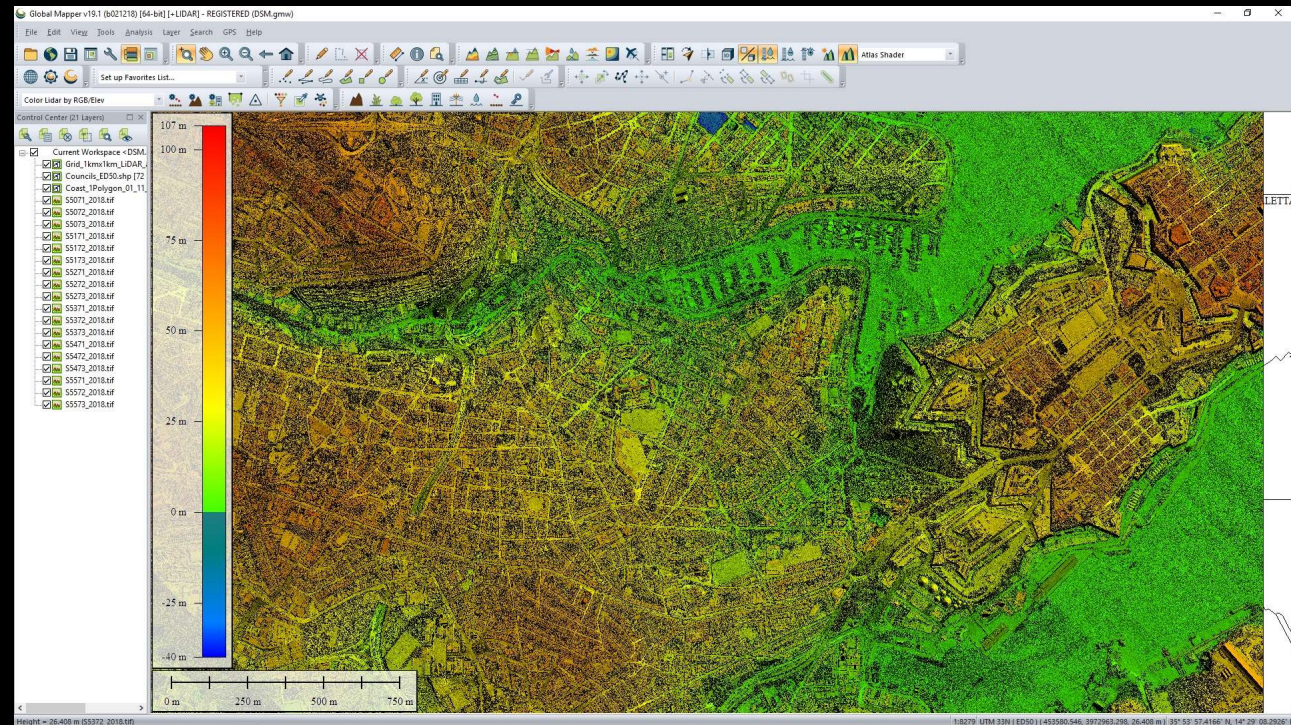 Global Mapper v19.1 (b021218) [64-bit] [+LIDAR] - REGISTERED (DSM.gmw)
File Edit View Tools Analysis Layer Search GPS Help
Atlas Shader
Set up Favorites List...
Color Lidar by RGB/Elev
Control Center (21 Layers)
Current Workspace <DSM.
Grid_1kmx1km_LiDAR_
Councils_ED50.shp [72
Coast_1Polygon_01_11_
S5071_2018.tif
S5072_2018.tif
S5073_2018.tif
S5171_2018.tif
S5172_2018.tif
S5173_2018.tif
S5271_2018.tif
S5272_2018.tif
S5273_2018.tif
S5371_2018.tif
S5372_2018.tif
S5373_2018.tif
S5471_2018.tif
S5472_2018.tif
S5473_2018.tif
S5571_2018.tif
S5572_2018.tif
S5573_2018.tif
107 m
100 m
75 m
50 m
25 m
0 m
-25 m
-40 m
0 m 250 m 500 m 750 m
LETTA
Height = 26.408 m (S5372_2018.tif)
1:8279 UTM 33N ( ED50 ) ( 453580.546, 3972963.298, 26.408 m ) 35° 53' 57.4166" N, 14° 29' 08.2926"